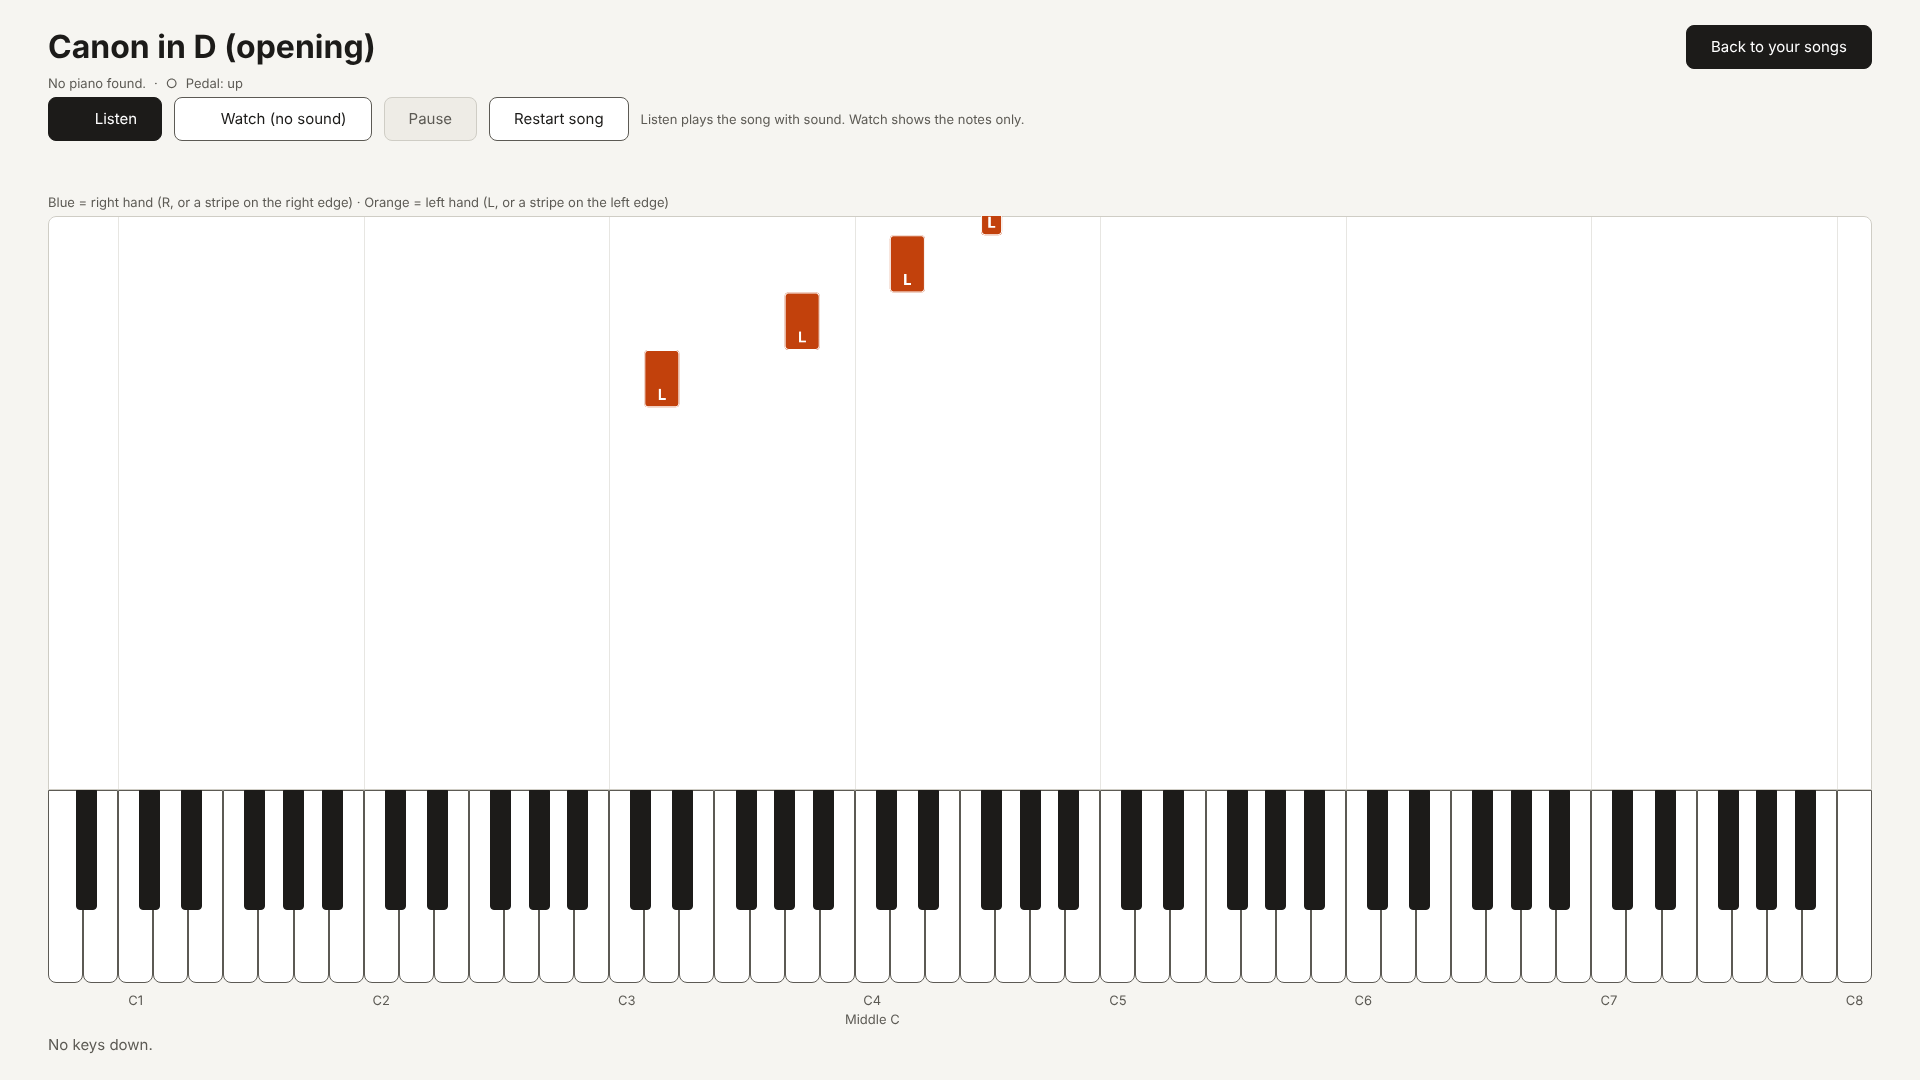 Canon in D (opening)
Back to your songs
No piano found. · O Pedal: up
Listen
Watch (no sound)
Pause
Restart song
Listen plays the song with sound. Watch shows the notes only.
Blue = right hand (R, or a stripe on the right edge) · Orange = left hand (L, or a stripe on the left edge)
L
L
L
L
C1 C2 C3 C4 C5 C6 C7 C8
Middle C
No keys down.